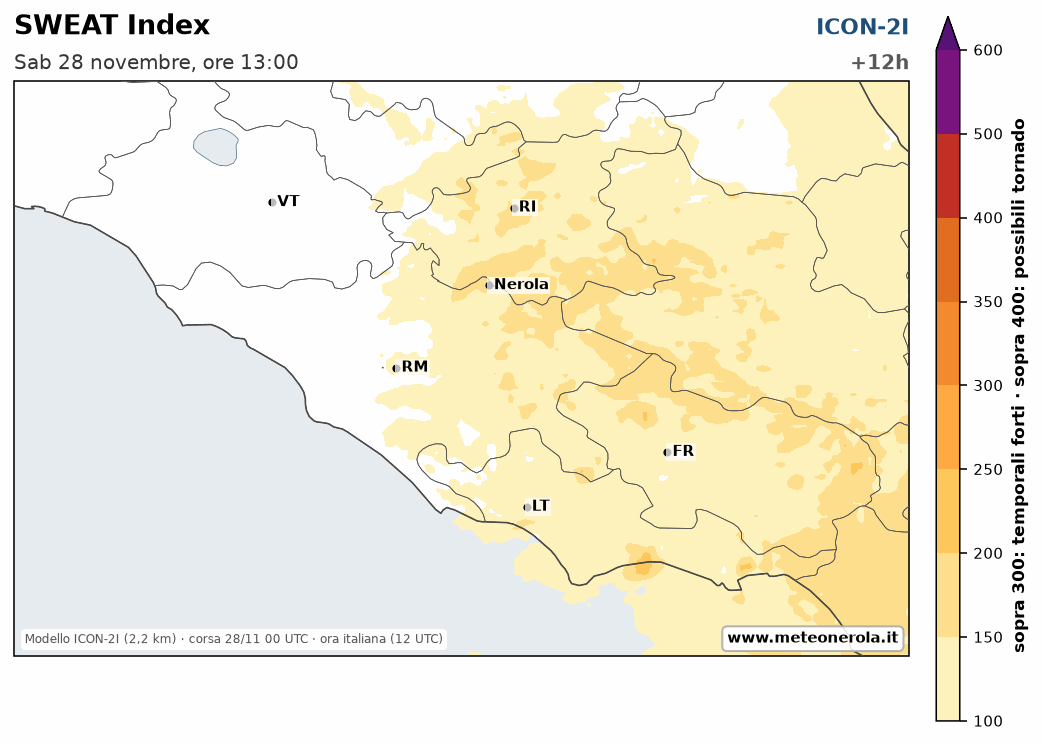 SWEAT Index
ICON-2I
Sab 28 novembre, ore 13:00
+12h
600
500
400
350
300
250
200
150
100
sopra 300: temporali forti · sopra 400: possibili tornado
VT
RI
Nerola
RM
FR
LT
Modello ICON-2I (2,2 km) · corsa 28/11 00 UTC · ora italiana (12 UTC)
www.meteonerola.it